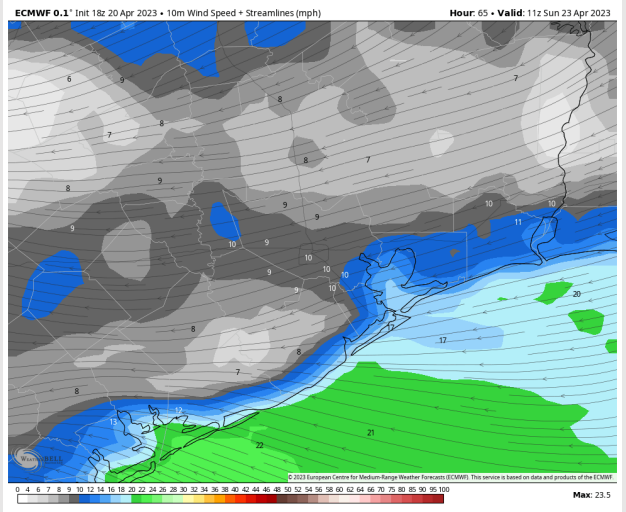 ECMWF 0.1° Init 18z 20 Apr 2023 • 10m Wind Speed + Streamlines (mph) Hour: 65 • Valid: 11z Sun 23 Apr 2023
6 9 7
8
7 8
8 7
8 9
9 9 10
9 10 9 11
10
9 10 10
9 10 20
8 17 17
8
7
8
12
13 21
22
WeatherBELL
© 2023 European Centre for Medium-Range Weather Forecasts (ECMWF). This service is based on data and products of the ECMWF.
0 4 6 7 8 9 10 12 14 16 18 20 22 24 26 28 30 32 34 36 38 40 42 44 46 48 50 52 54 56 58 60 62 64 66 70 75 80 85 90 95 100 Max: 23.5